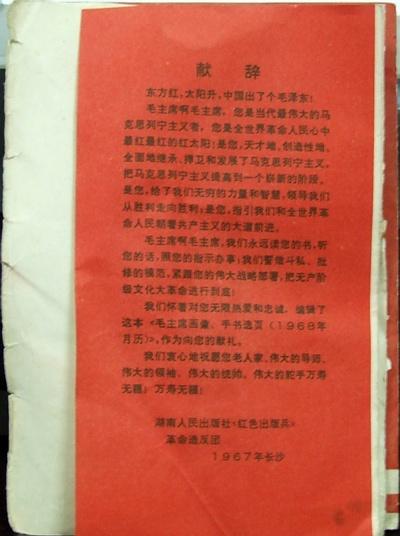 献辞
东方红,太阳升,中国出了个毛泽东!
毛主席啊毛主席,您是当代最伟大的马
克思列宁主义者,您是全世界革命人民心中
最红最红的红太阳!是您,天才地、创造性地、
全面地继承、捍卫和发展了马克思列宁主义,
把马克思列宁主义提高到一个崭新的阶段。
是您,给了我们无穷的力量和智慧,领导我们
从胜利走向胜利;是您,指引我们和全世界革
命人民朝着共产主义的大道前进。
毛主席啊毛主席,我们永远读您的书,听
您的话,照您的指示办事;我们誓做斗私、批
修的模范,紧跟您的伟大战略部署,把无产阶
级文化大革命进行到底!
我们怀着对您无限热爱和忠诚,编辑了
这本《毛主席画像、手书选页(1968年
月历)》,作为向您的献礼。
我们衷心地祝愿您老人家、伟大的导师、
伟大的领袖、伟大的统帅、伟大的舵手万寿
无疆!万寿无疆!
湖南人民出版社《红色出版兵》
革命造反团
1967年长沙